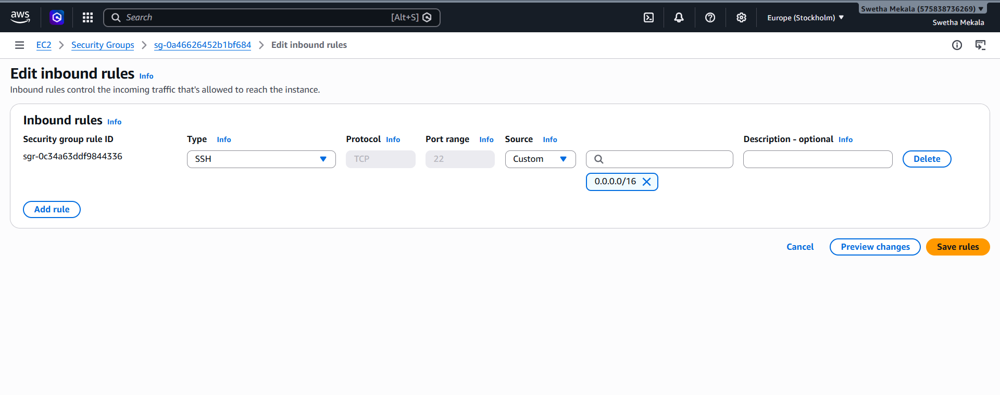 aws
Search
[Alt+S]
Europe (Stockholm)
Swetha Mekala (575838736269)
Swetha Mekala
EC2
Security Groups
sg-0a46626452b1bf684
Edit inbound rules
Edit inbound rules Info
Inbound rules control the incoming traffic that's allowed to reach the instance.
Inbound rules Info
Security group rule ID
Type Info
Protocol Info
Port range Info
Source Info
Description - optional Info
sgr-0c34a63ddf9844336
SSH
TCP
22
Custom
Delete
0.0.0.0/16
Add rule
Cancel
Preview changes
Save rules